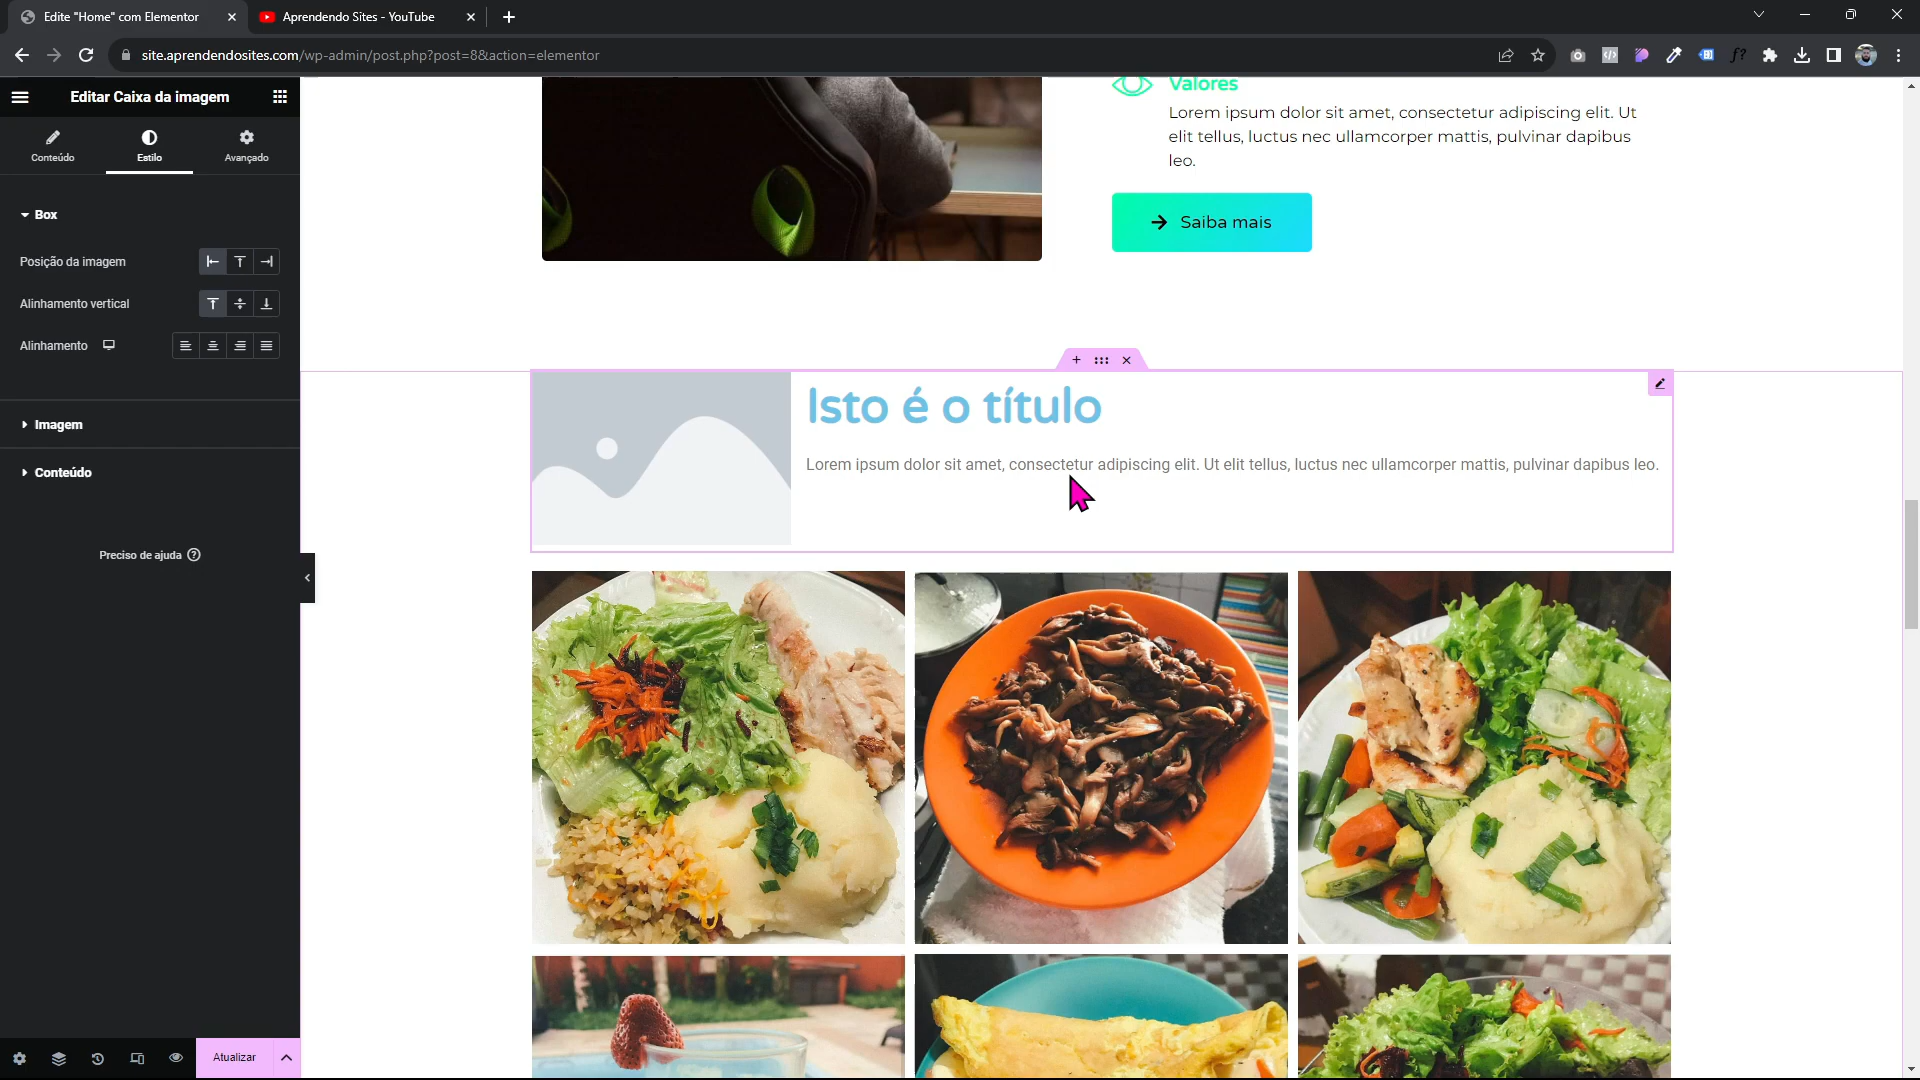 Edite "Home" com Elementor
Aprendendo Sites - YouTube
site.aprendendosites.com/wp-admin/post.php?post=8&action=elementor
Editar Caixa da imagem
Conteúdo
Estilo
Avançado
Box
Posição da imagem
Alinhamento vertical
Alinhamento
Imagem
Conteúdo
Preciso de ajuda
Atualizar
Valores
Lorem ipsum dolor sit amet, consectetur adipiscing elit. Ut
elit tellus, luctus nec ullamcorper mattis, pulvinar dapibus
leo.
Saiba mais
Isto é o título
Lorem ipsum dolor sit amet, consectetur adipiscing elit. Ut elit tellus, luctus nec ullamcorper mattis, pulvinar dapibus leo.